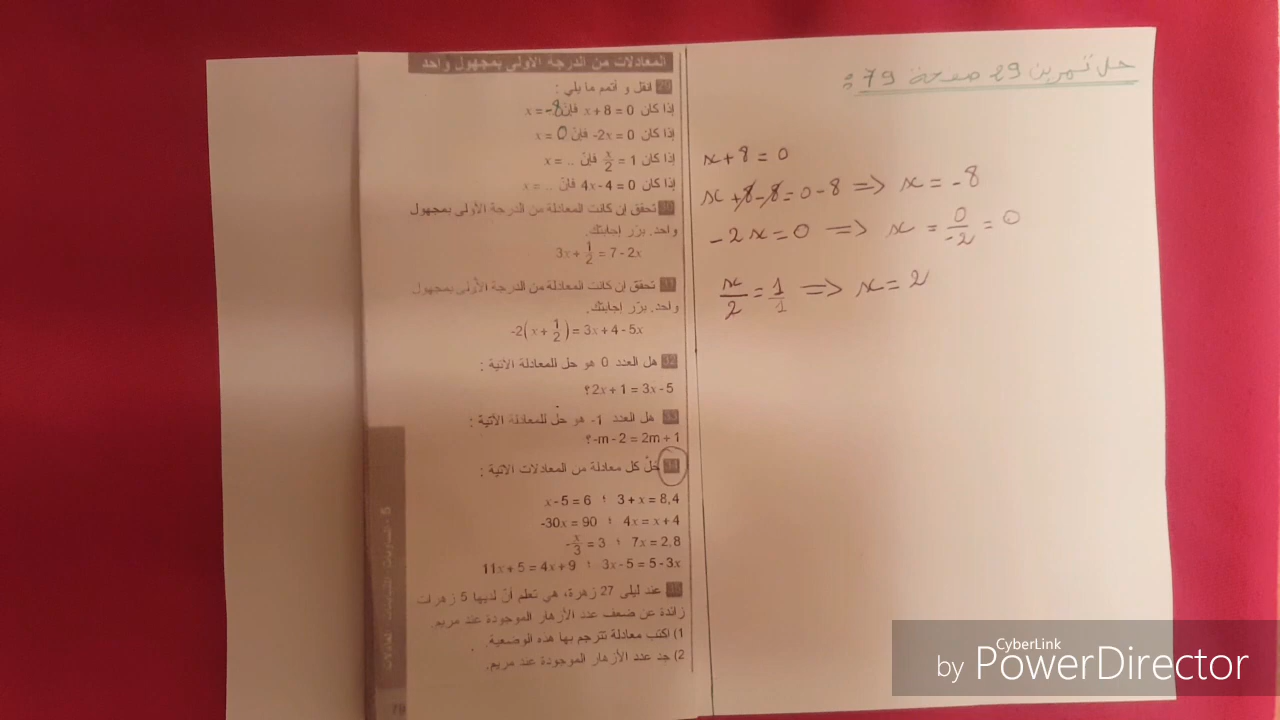 المعادلات من الدرجة الأولى بمجهول واحد
29 انقل و أتمم ما يلي :
إذا كان x + 8 = 0 فإنّ x = -8
إذا كان -2x = 0 فإنّ x = 0
إذا كان x/2 = 1 فإنّ x = ..
إذا كان 4x - 4 = 0 فإنّ x = ..
30 تحقق إن كانت المعادلة من الدرجة الأولى بمجهول
واحد. برّر إجابتك.
3x + 1/2 = 7 - 2x
31 تحقق إن كانت المعادلة من الدرجة الأولى بمجهول
واحد. برّر إجابتك.
-2(x + 1/2) = 3x + 4 - 5x
32 هل العدد 0 هو حل للمعادلة الآتية :
2x + 1 = 3x - 5 ؟
33 هل العدد -1 هو حلّ للمعادلة الآتية :
-m - 2 = 2m + 1 ؟
34 حُلّ كل معادلة من المعادلات الآتية :
3 + x = 8,4 ؛ x - 5 = 6
4x = x + 4 ؛ -30x = 90
7x = 2,8 ؛ -x/3 = 3
3x - 5 = 5 - 3x ؛ 11x + 5 = 4x + 9
35 عند ليلى 27 زهرة، هي تعلم أنّ لديها 5 زهرات
زائدة عن ضعف عدد الأزهار الموجودة عند مريم.
1) اكتب معادلة تترجم بها هذه الوضعية.
2) جد عدد الأزهار الموجودة عند مريم.
حل تمرين 29 صفحة 79 :
x + 8 = 0
x + 8 - 8 = 0 - 8 => x = -8
-2x = 0 => x = 0/-2 = 0
x/2 = 1/1 => x = 2
CyberLink
by PowerDirector